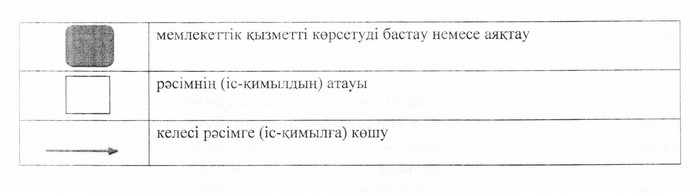 мемлекеттік қызметті көрсетуді бастау немесе аяқтау
рәсімнің (іс-қимылдың) атауы
келесі рәсімге (іс-қимылға) көшу